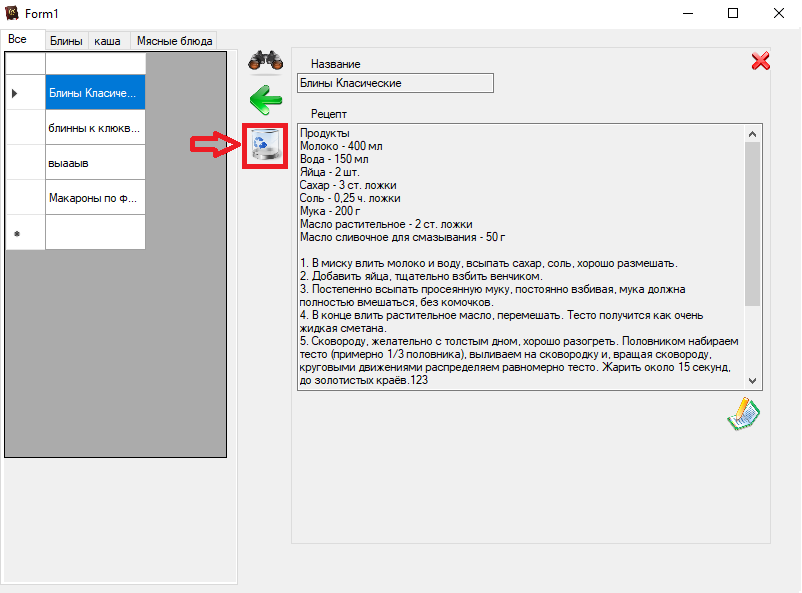 Form1
Все
Блины
каша
Мясные блюда
Блины Класиче...
блинны к клюкв...
выааыв
Макароны по ф...
Название
Блины Класические
Рецепт
Продукты
Молоко - 400 мл
Вода - 150 мл
Яйца - 2 шт.
Сахар - 3 ст. ложки
Соль - 0,25 ч. ложки
Мука - 200 г
Масло растительное - 2 ст. ложки
Масло сливочное для смазывания - 50 г
1. В миску влить молоко и воду, всыпать сахар, соль, хорошо размешать.
2. Добавить яйца, тщательно взбить венчиком.
3. Постепенно всыпать просеянную муку, постоянно взбивая, мука должна
полностью вмешаться, без комочков.
4. В конце влить растительное масло, перемешать. Тесто получится как очень
жидкая сметана.
5. Сковороду, желательно с толстым дном, хорошо разогреть. Половником набираем
тесто (примерно 1/3 половника), выливаем на сковородку и, вращая сковороду,
круговыми движениями распределяем равномерно тесто. Жарить около 15 секунд,
до золотистых краёв.123